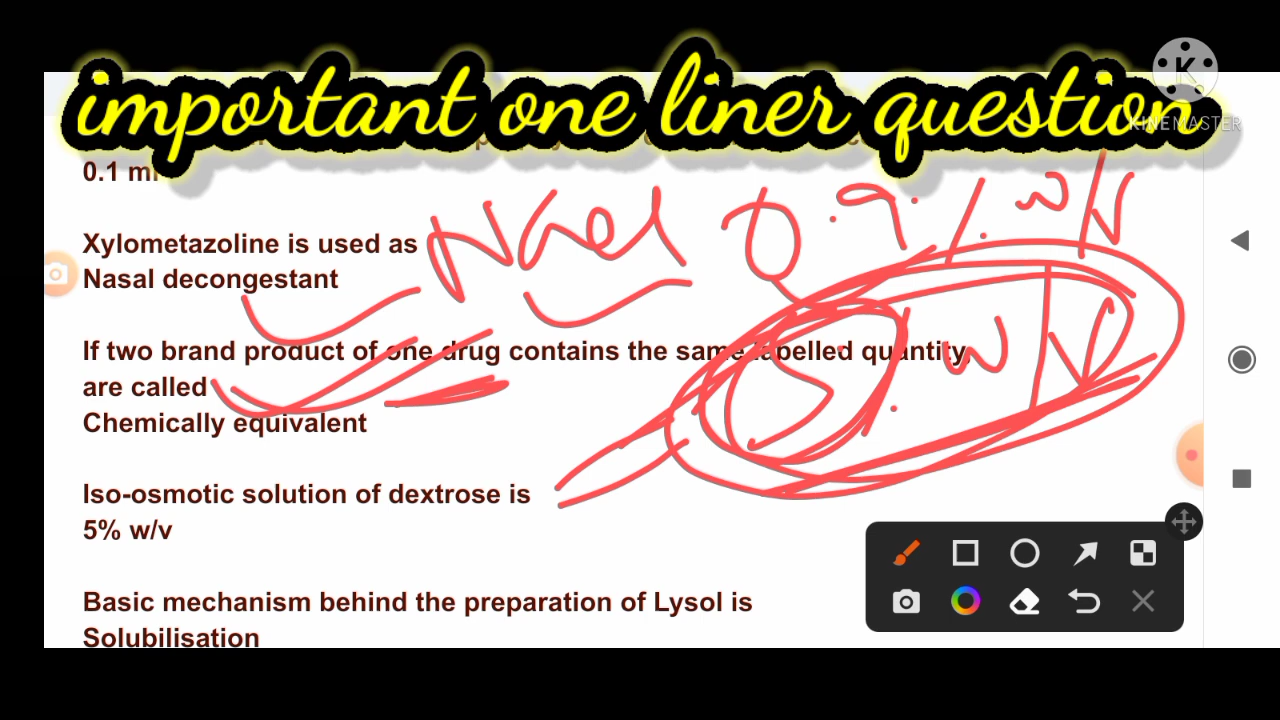 important one liner question
KINEMASTER
0.1 ml
Xylometazoline is used as
Nasal decongestant
If two brand product of one drug contains the same labelled quantity,
are called
Chemically equivalent
Iso-osmotic solution of dextrose is
5% w/v
Basic mechanism behind the preparation of Lysol is
Solubilisation
Nacl 0.9% w/v
5% w/v